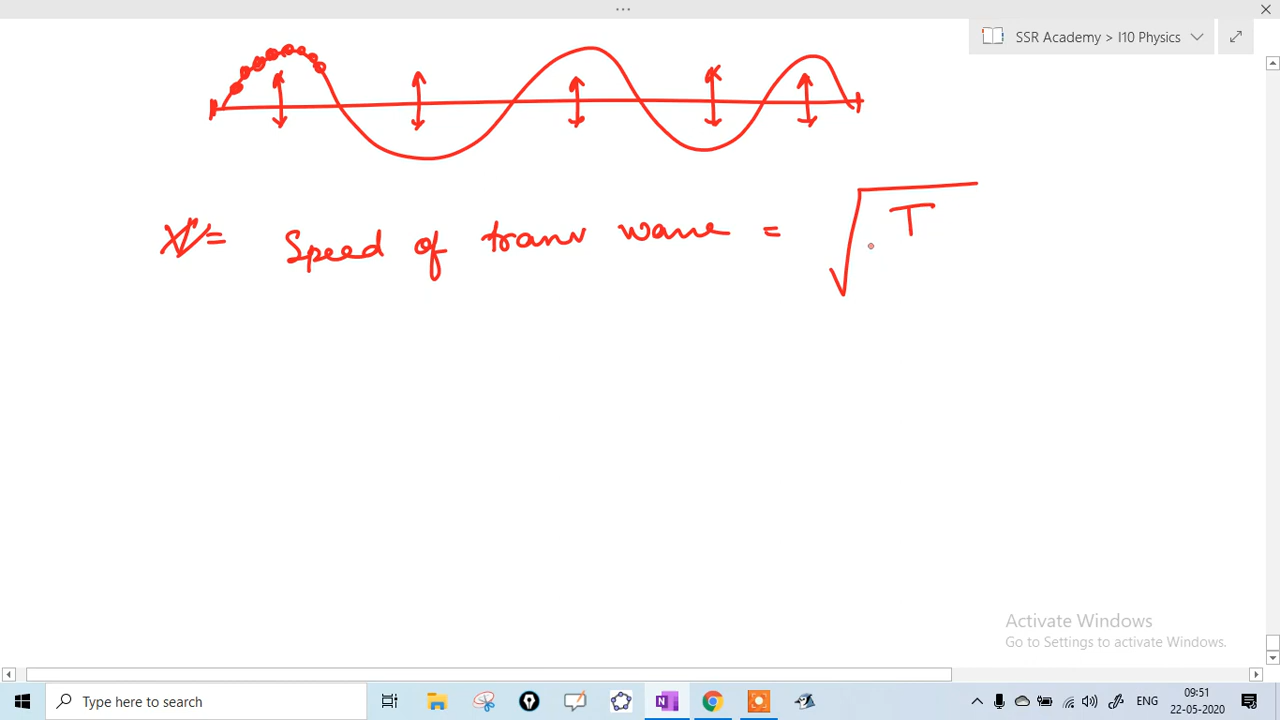 SSR Academy > I10 Physics
V = Speed of tranv wave = √T
Activate Windows
Go to Settings to activate Windows.
Type here to search
ENG
09:51
22-05-2020